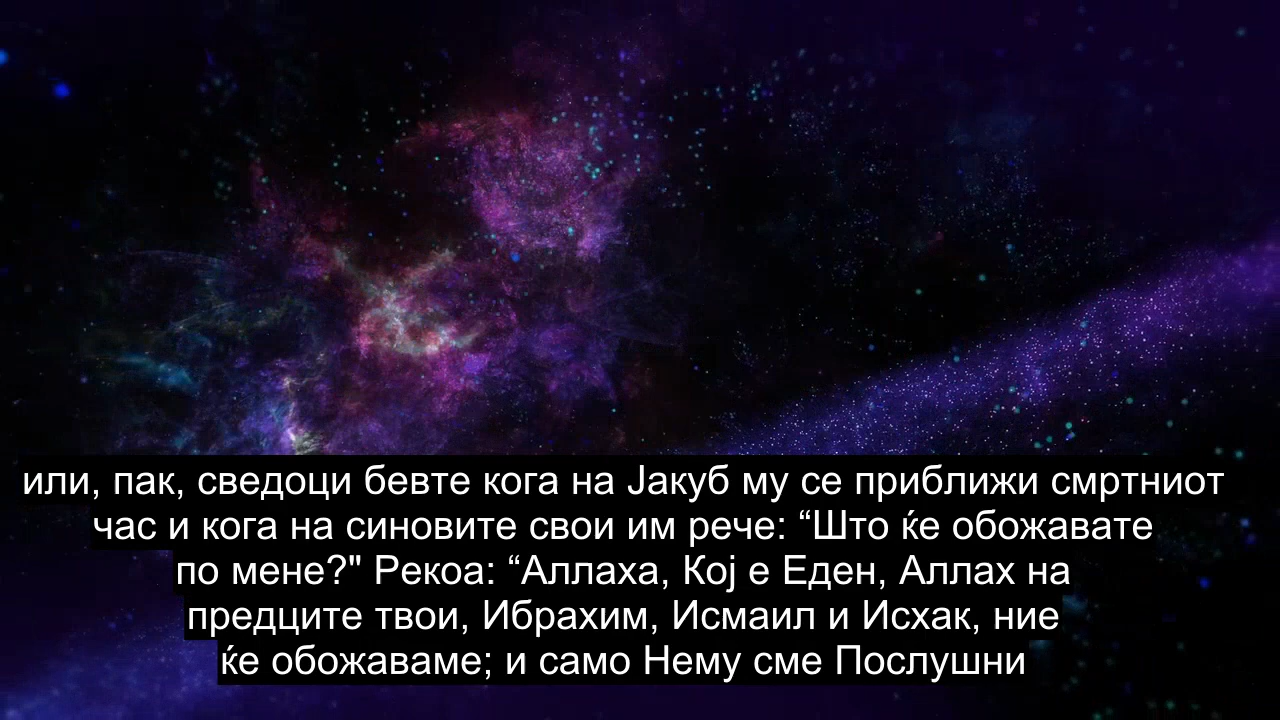 или, пак, сведоци бевте кога на Јакуб му се приближи смртниот
час и кога на синовите свои им рече: “Што ќе обожавате
по мене?" Рекоа: “Аллаха, Кој е Еден, Аллах на
предците твои, Ибрахим, Исмаил и Исхак, ние
ќе обожаваме; и само Нему сме Послушни